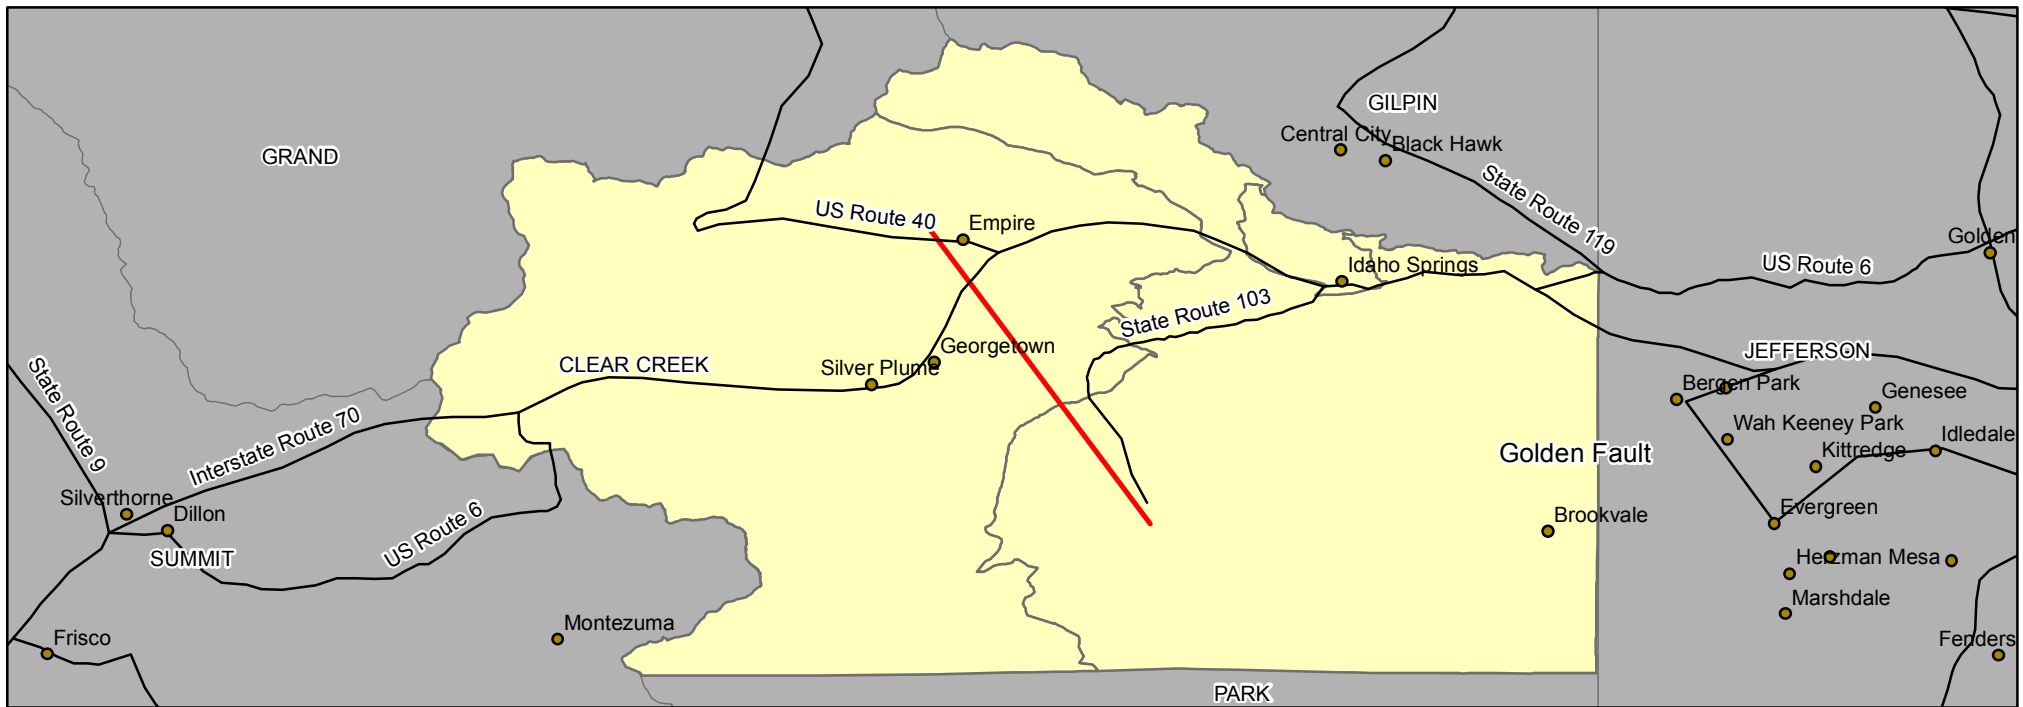 GILPIN
Central City
Black Hawk
GRAND
State Route 119
US Route 40
Empire
Golden
Idaho Springs
US Route 6
State Route 103
Georgetown
JEFFERSON
CLEAR CREEK
Silver Plume
Bergen Park
Genesee
State Route 9
Interstate Route 70
Wah Keeney Park
Idledale
Golden Fault
Kittredge
Silverthorne
Dillon
US Route 6
Brookvale
Evergreen
SUMMIT
Herzman Mesa
Marshdale
Montezuma
Frisco
Fenders
PARK